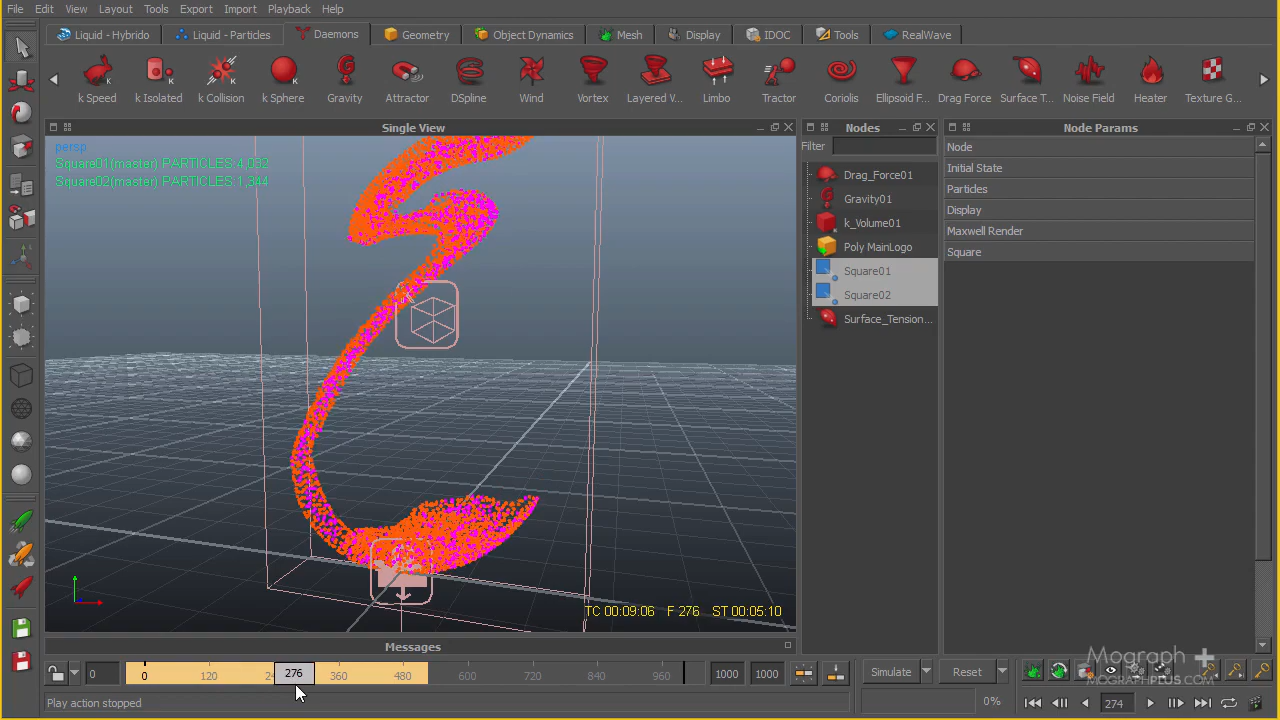 File Edit View Layout Tools Export Import Playback Help
Liquid - Hybrido Liquid - Particles Daemons Geometry Object Dynamics Mesh Display IDOC Tools RealWave
k Speed k Isolated k Collision k Sphere Gravity Attractor DSpline Wind Vortex Layered V... Limbo Tractor Coriolis Ellipsoid F... Drag Force Surface T... Noise Field Heater Texture G...
Single View Nodes Node Params
persp
Square01(master) PARTICLES:4,032
Square02(master) PARTICLES:1,344
TC 00:09:06 F 276 ST 00:05:10
Filter
Drag_Force01
Gravity01
k_Volume01
Poly MainLogo
Square01
Square02
Surface_Tension...
Node
Initial State
Particles
Display
Maxwell Render
Square
Messages
0 0 120 24 276 360 480 600 720 840 960 1000 1000 Simulate Reset
Mograph
MOGRAPHPLUS.COM
Play action stopped 0% 274